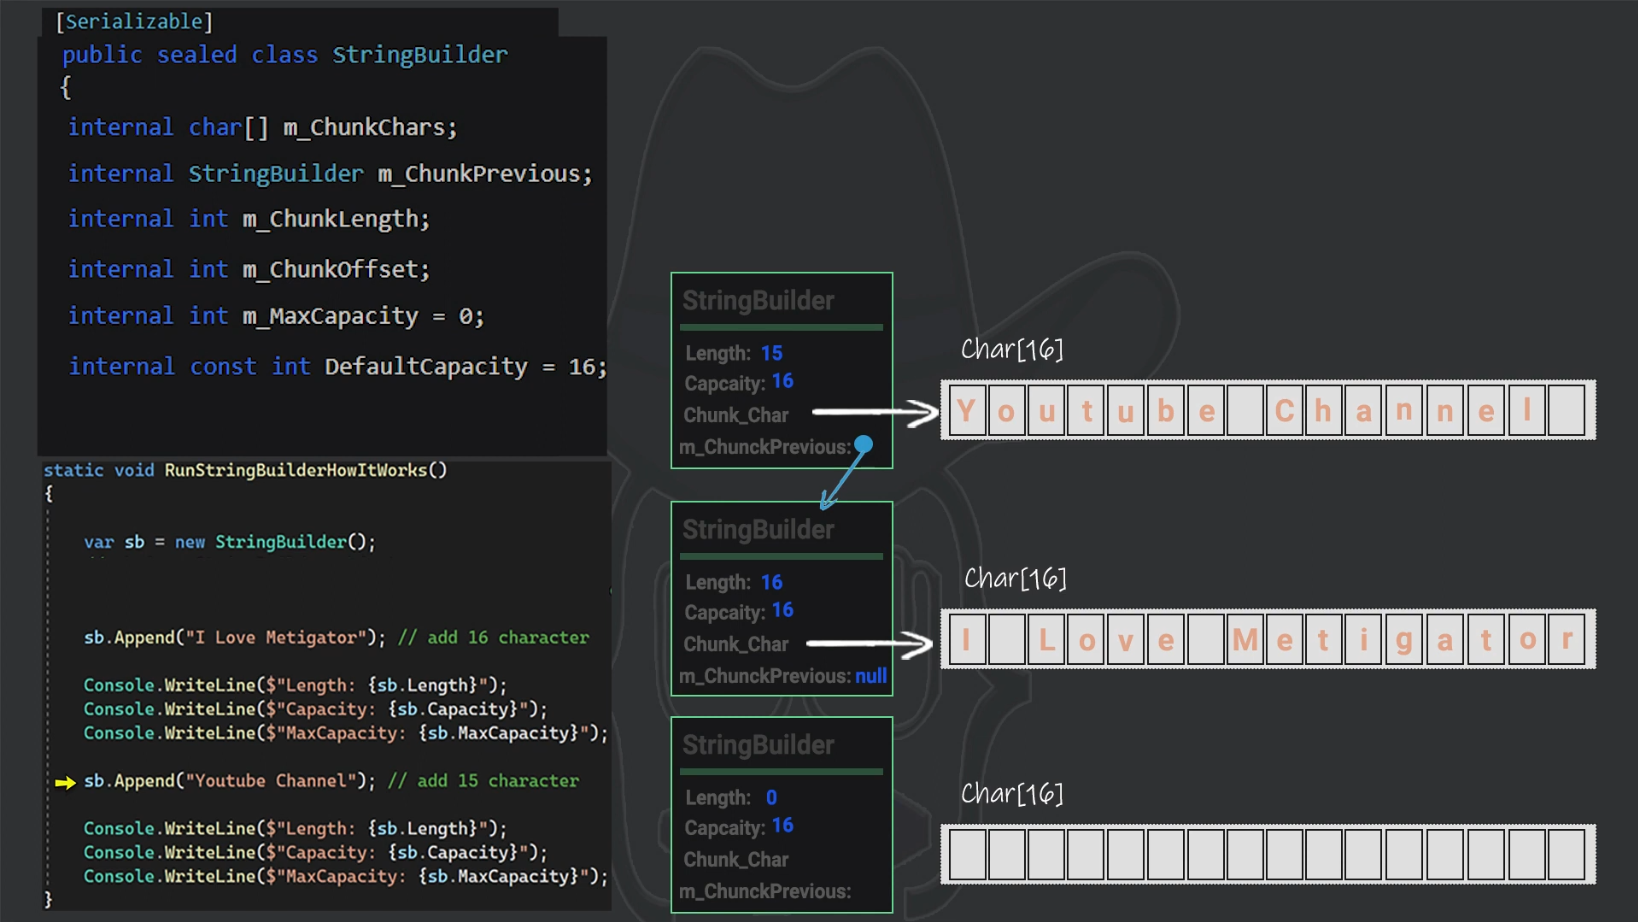 [Serializable]
public sealed class StringBuilder
{
internal char[] m_ChunkChars;
internal StringBuilder m_ChunkPrevious;
internal int m_ChunkLength;
internal int m_ChunkOffset;
internal int m_MaxCapacity = 0;
internal const int DefaultCapacity = 16;
static void RunStringBuilderHowItWorks()
{
var sb = new StringBuilder();
sb.Append("I Love Metigator"); // add 16 character
Console.WriteLine($"Length: {sb.Length}");
Console.WriteLine($"Capacity: {sb.Capacity}");
Console.WriteLine($"MaxCapacity: {sb.MaxCapacity}");
sb.Append("Youtube Channel"); // add 15 character
Console.WriteLine($"Length: {sb.Length}");
Console.WriteLine($"Capacity: {sb.Capacity}");
Console.WriteLine($"MaxCapacity: {sb.MaxCapacity}");
}
StringBuilder
Length: 15
Capcaity: 16
Chunk_Char
m_ChunckPrevious:
Char[16]
Youtube Channel
StringBuilder
Length: 16
Capcaity: 16
Chunk_Char
m_ChunckPrevious: null
Char[16]
I Love Metigator
StringBuilder
Length: 0
Capcaity: 16
Chunk_Char
m_ChunckPrevious:
Char[16]